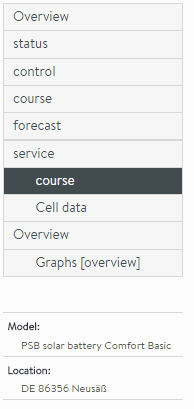 Overview
status
control
course
forecast
service
course
Cell data
Overview
Graphs [overview]
Model:
PSB solar battery Comfort Basic
Location:
DE 86356 Neusäß